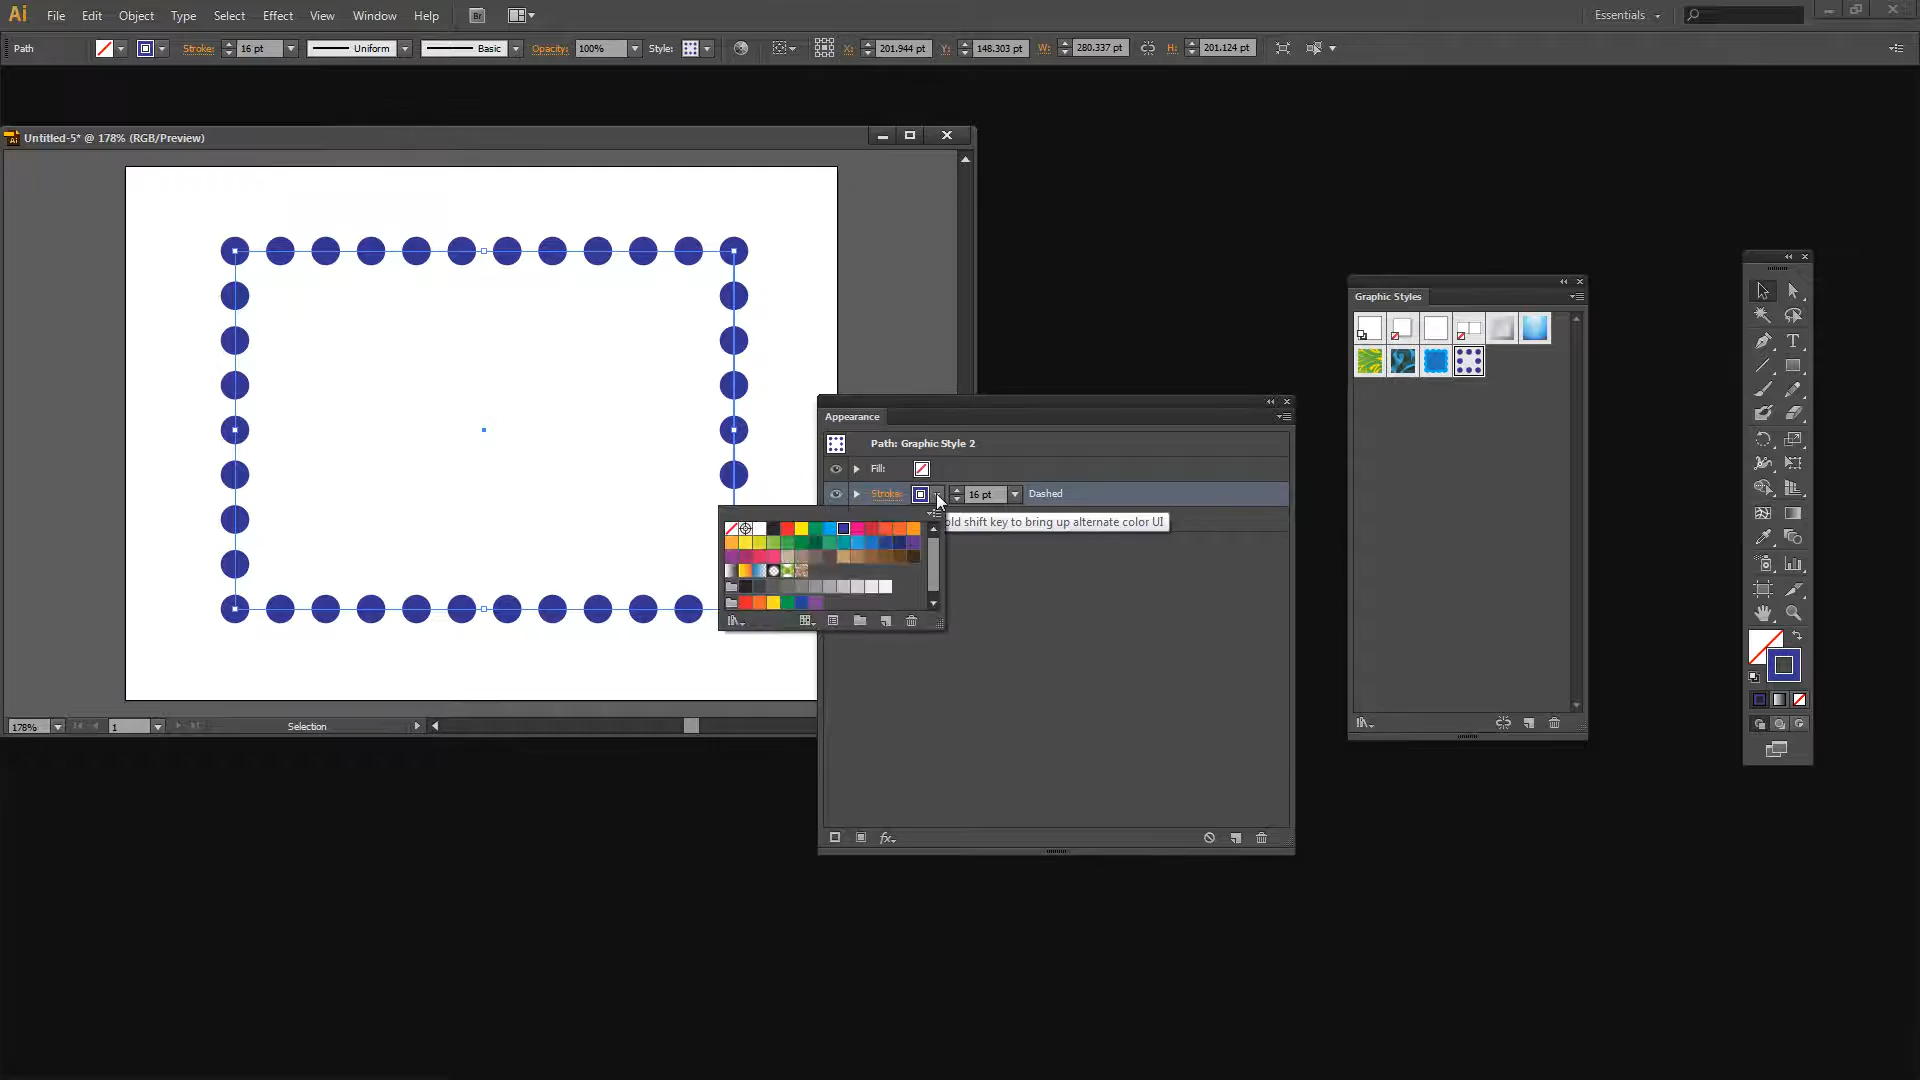 Ai File Edit Object Type Select Effect View Window Help Br Essentials
Path Stroke: 16 pt Uniform Basic Opacity: 100% Style: X: 201.944 pt Y: 148.303 pt W: 280.337 pt H: 201.124 pt
Untitled-5* @ 178% (RGB/Preview)
Graphic Styles
Appearance
Path: Graphic Style 2
Fill:
Stroke: 16 pt Dashed
old shift key to bring up alternate color UI
178% 1 Selection
fx